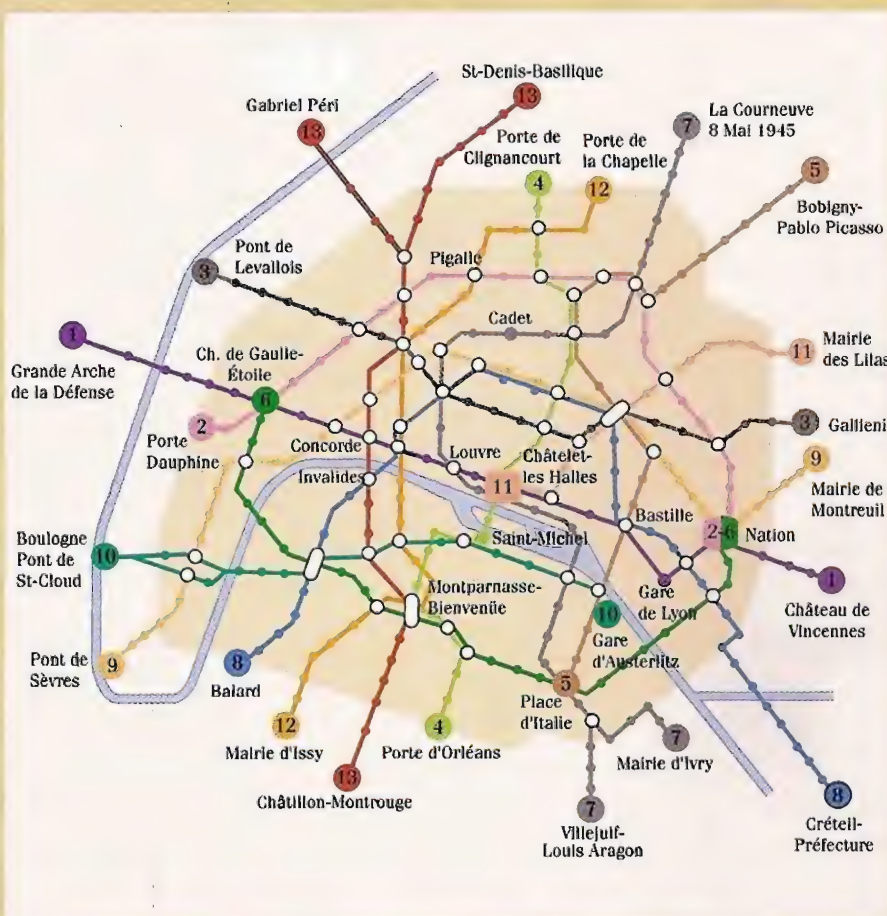 St-Denis-Basilique
13
Gabriel Péri
13
La Courneuve
8 Mai 1945
7
Porte de
Clignancourt
4
Porte de
la Chapelle
12
5
Bobigny-
Pablo Picasso
Pont de
Levallois
3
Pigalle
1
Grande Arche
de la Défense
Ch. de Gaulle-
Étoile
6
Cadet
11
Mairie
des Lilas
2
Porte
Dauphine
Concorde
Invalides
Louvre
Châtelet-
les Halles
11
3
Gallieni
9
Mairie de
Montreuil
Boulogne
Pont de
St-Cloud
10
Saint-Michel
Bastille
2-6
Nation
Montparnasse-
Bienvenüe
Gare
de Lyon
1
Château de
Vincennes
10
Gare
d'Austerlitz
Pont de
Sèvres
9
8
Balard
12
Mairie d'Issy
13
Châtillon-Montrouge
4
Porte d'Orléans
5
Place
d'Italie
7
Mairie d'Ivry
7
Villejuif-
Louis Aragon
8
Créteil-
Préfecture